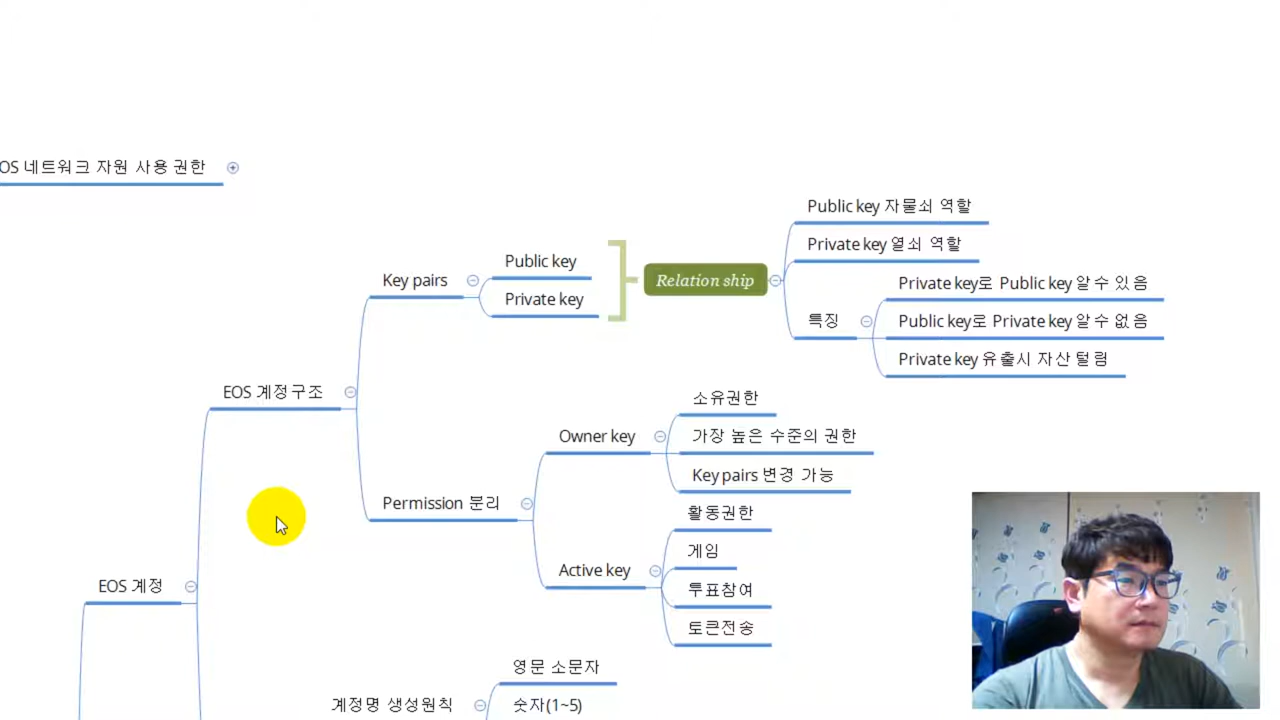 OS 네트워크 자원 사용 권한
Public key 자물쇠 역할
Private key 열쇠 역할
Key pairs
Public key
Private key
Relation ship
특징
Private key로 Public key 알 수 있음
Public key로 Private key 알 수 없음
Private key 유출시 자산 털림
EOS 계정구조
Permission 분리
Owner key
소유권한
가장 높은 수준의 권한
Key pairs 변경 가능
Active key
활동권한
게임
투표참여
토큰전송
EOS 계정
계정명 생성원칙
영문 소문자
숫자(1~5)